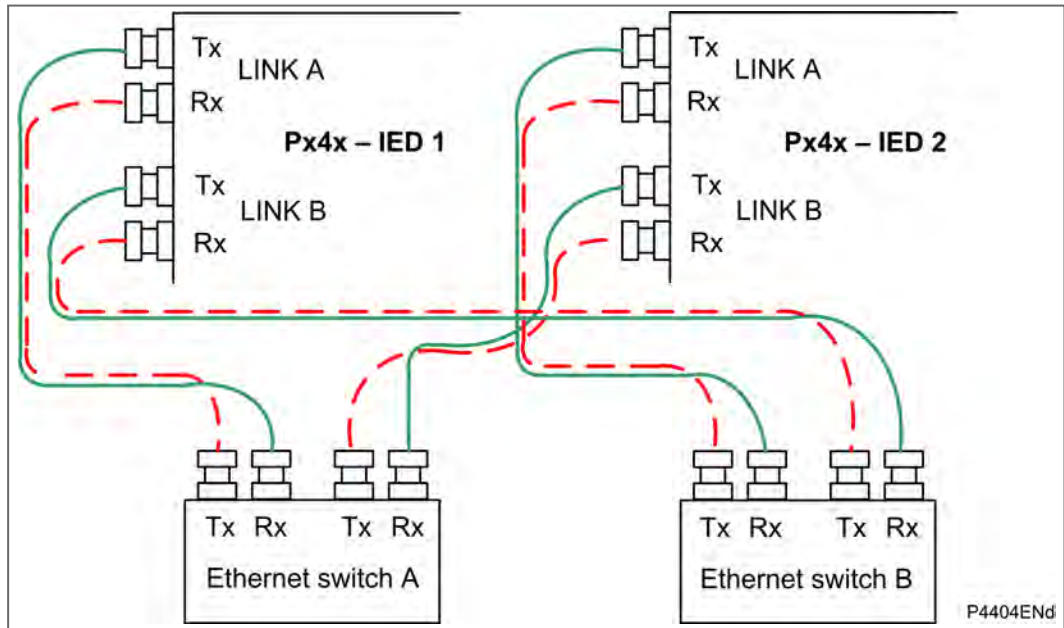 Tx
LINK A
Rx
Px4x – IED 1
Tx
LINK B
Rx
Tx
LINK A
Rx
Px4x – IED 2
Tx
LINK B
Rx
Tx Rx Tx Rx
Ethernet switch A
Tx Rx Tx Rx
Ethernet switch B
P4404ENd